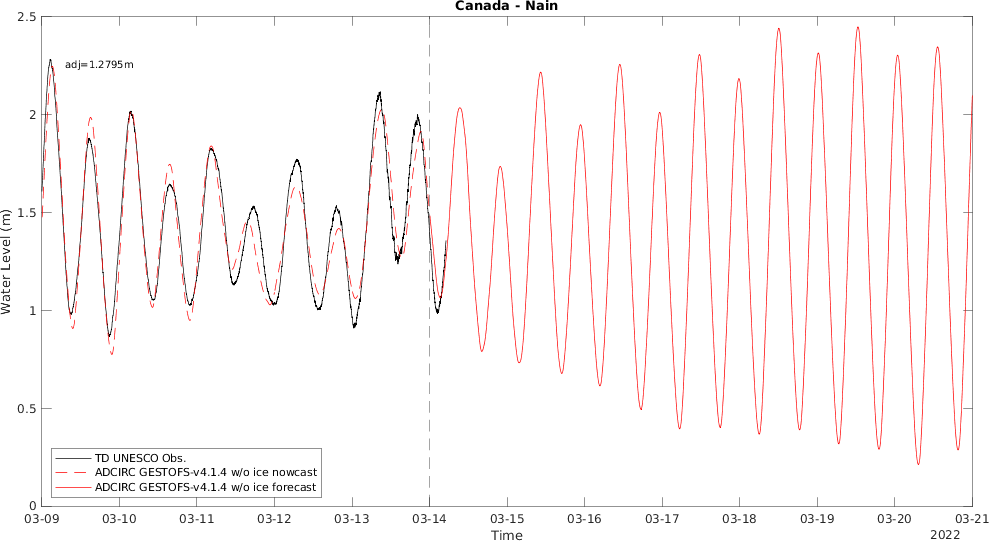 Canada - Nain
2.5
adj=1.2795m
2
1.5
Water Level (m)
1
0.5
TD UNESCO Obs.
ADCIRC GESTOFS-v4.1.4 w/o ice nowcast
ADCIRC GESTOFS-v4.1.4 w/o ice forecast
0
03-09 03-10 03-11 03-12 03-13 03-14 03-15 03-16 03-17 03-18 03-19 03-20 03-21
Time 2022